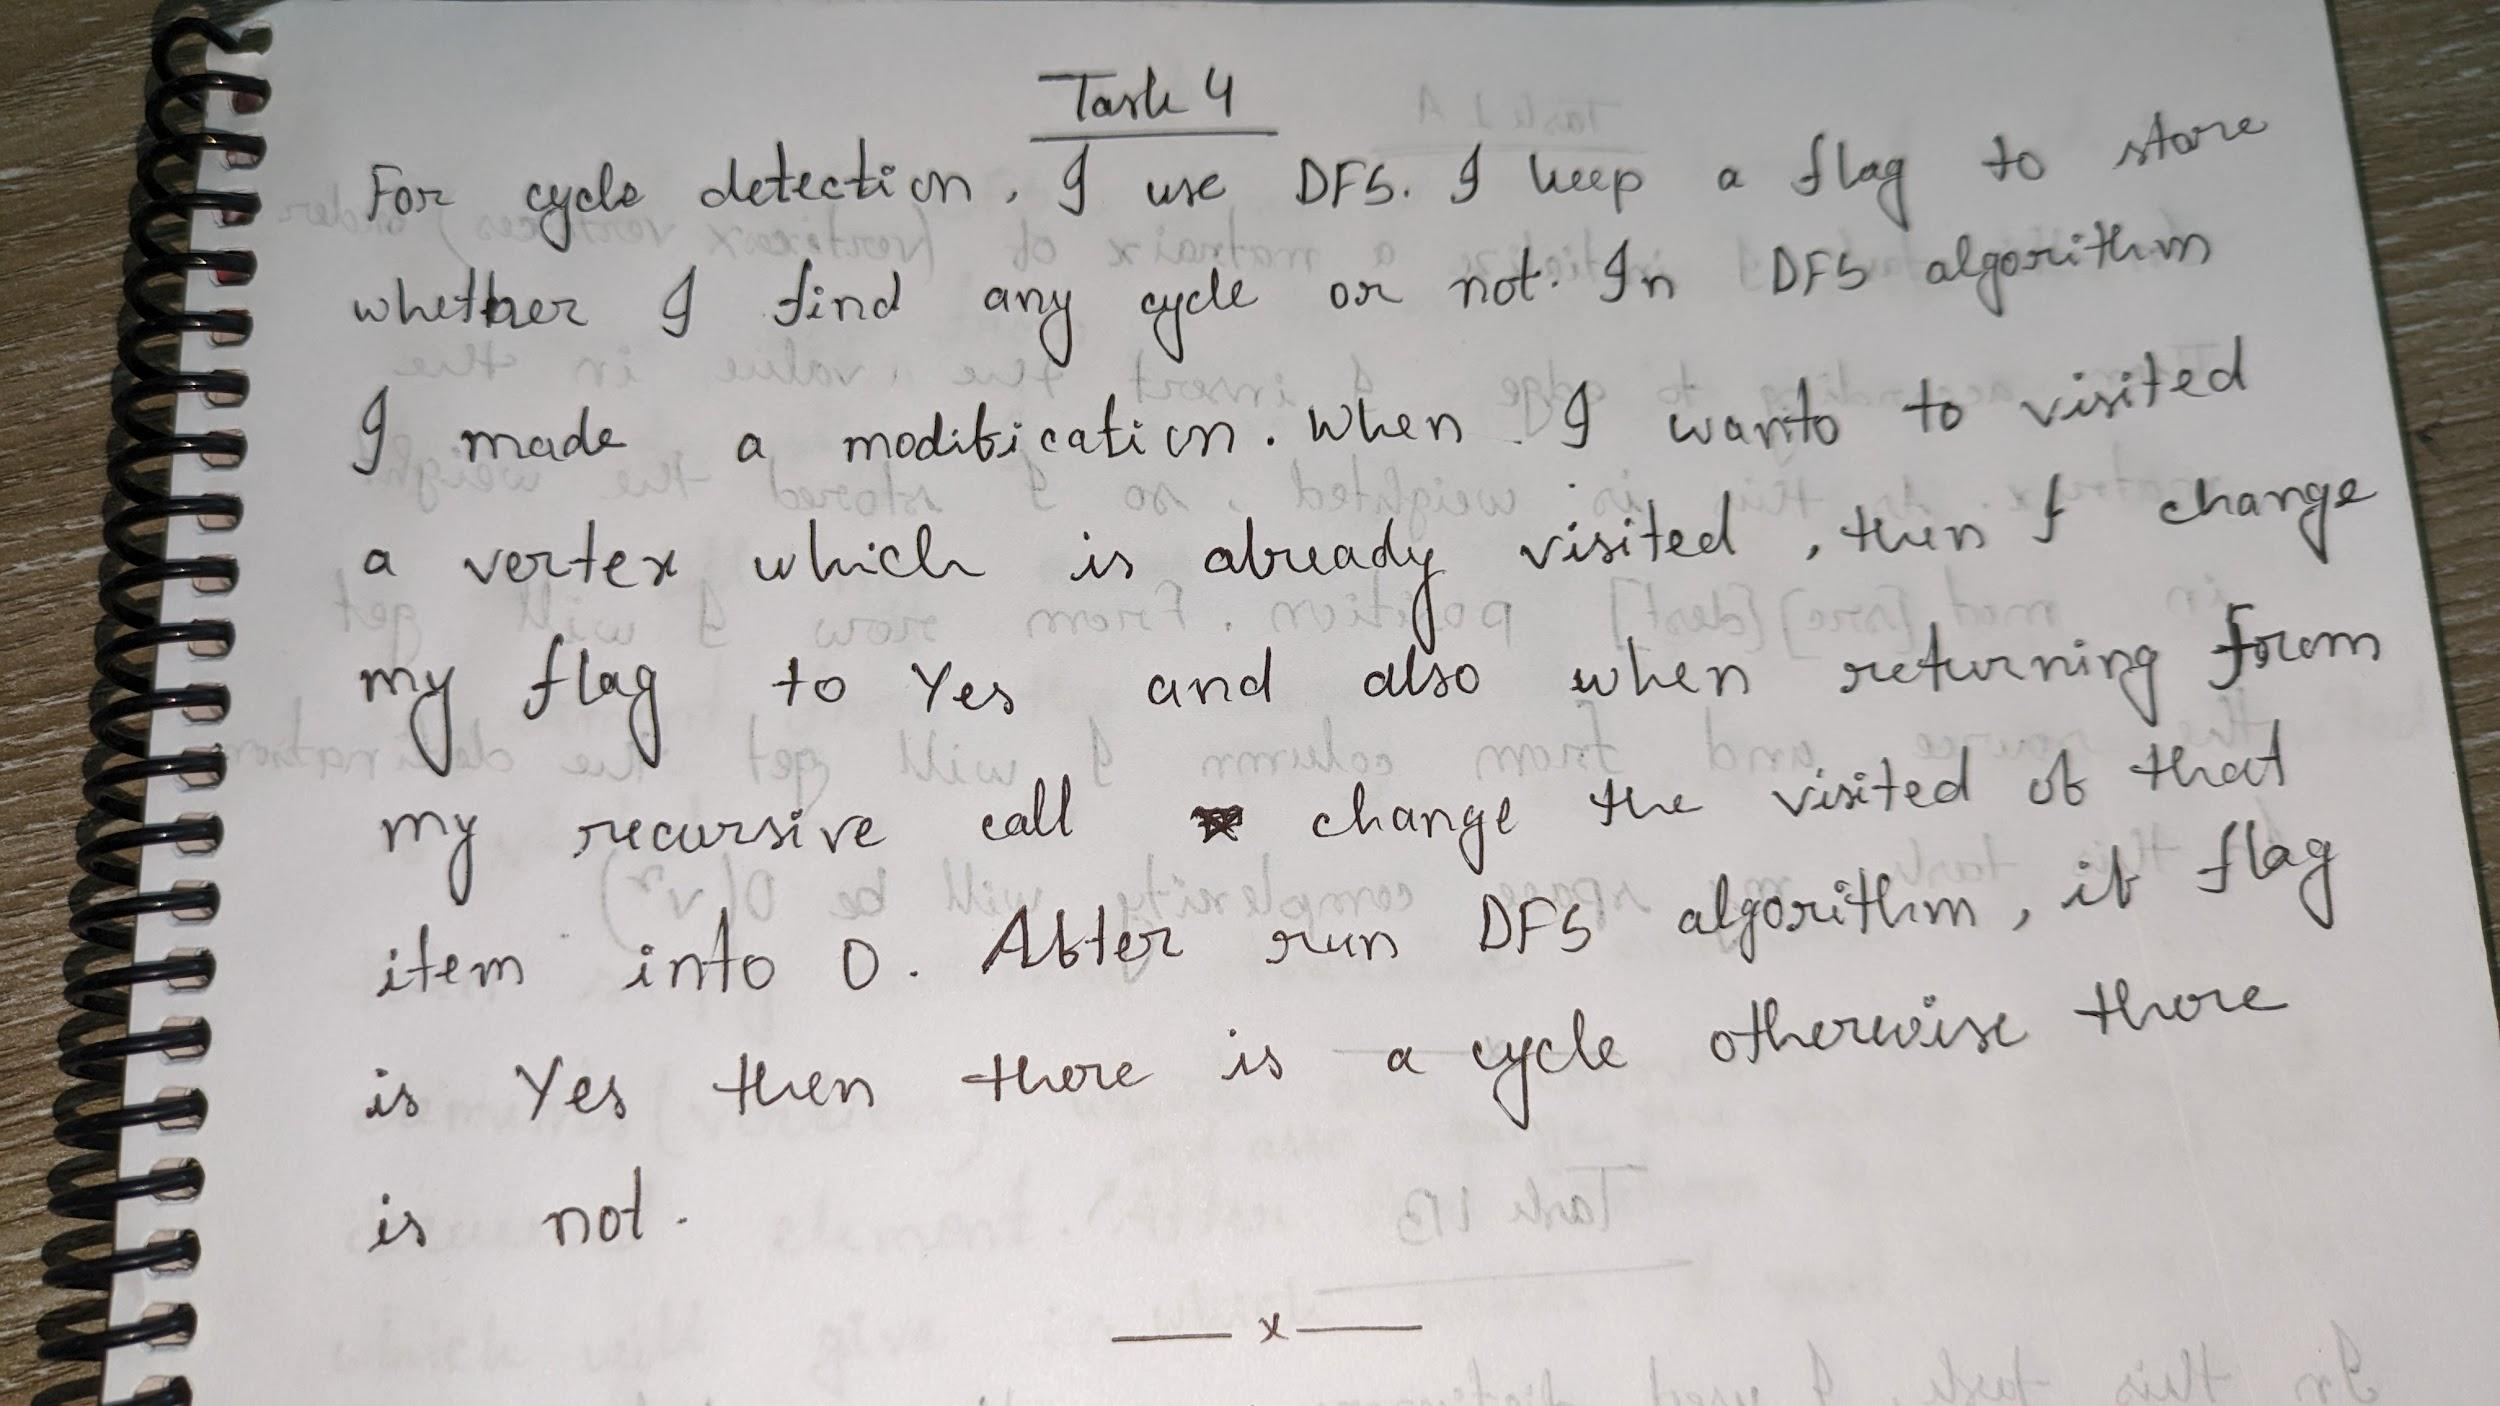 Task 4
For cycle detection, I use DFS. I keep a flag to store
whether I find any cycle or not. In DFS algorithm
I made a modification. When I wanto to visited
a vertex which is already visited, then I change
my flag to Yes and also when returning from
my recursive call change the visited of that
item into 0. After run DFS algorithm, if flag
is Yes then there is a cycle otherwise there
is not.
x